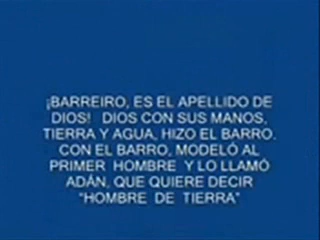 ¡BARREIRO, ES EL APELLIDO DE
DIOS! DIOS CON SUS MANOS,
TIERRA Y AGUA, HIZO EL BARRO.
CON EL BARRO, MODELÓ AL
PRIMER HOMBRE Y LO LLAMÓ
ADÁN, QUE QUIERE DECIR
"HOMBRE DE TIERRA"